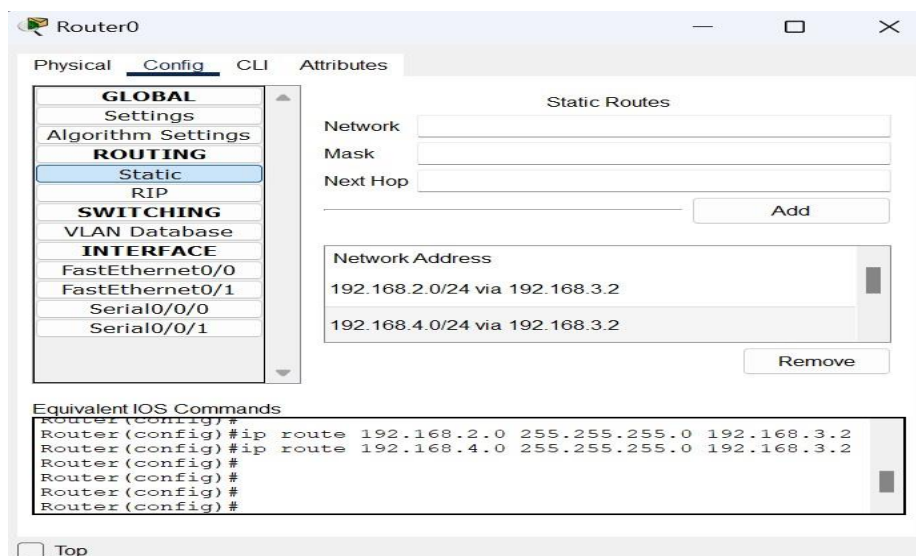 Router0
Physical Config CLI Attributes
GLOBAL
Settings
Algorithm Settings
ROUTING
Static
RIP
SWITCHING
VLAN Database
INTERFACE
FastEthernet0/0
FastEthernet0/1
Serial0/0/0
Serial0/0/1
Static Routes
Network
Mask
Next Hop
Add
Network Address
192.168.2.0/24 via 192.168.3.2
192.168.4.0/24 via 192.168.3.2
Remove
Equivalent IOS Commands
Router(config)#
Router(config)#ip route 192.168.2.0 255.255.255.0 192.168.3.2
Router(config)#ip route 192.168.4.0 255.255.255.0 192.168.3.2
Router(config)#
Router(config)#
Router(config)#
Router(config)#
Top